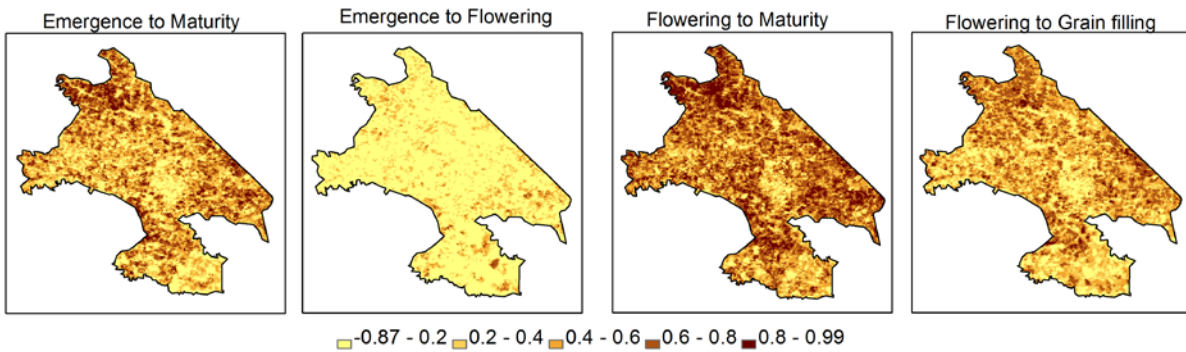 Emergence to Maturity
Emergence to Flowering
Flowering to Maturity
Flowering to Grain filling
-0.87 - 0.2 0.2 - 0.4 0.4 - 0.6 0.6 - 0.8 0.8 - 0.99